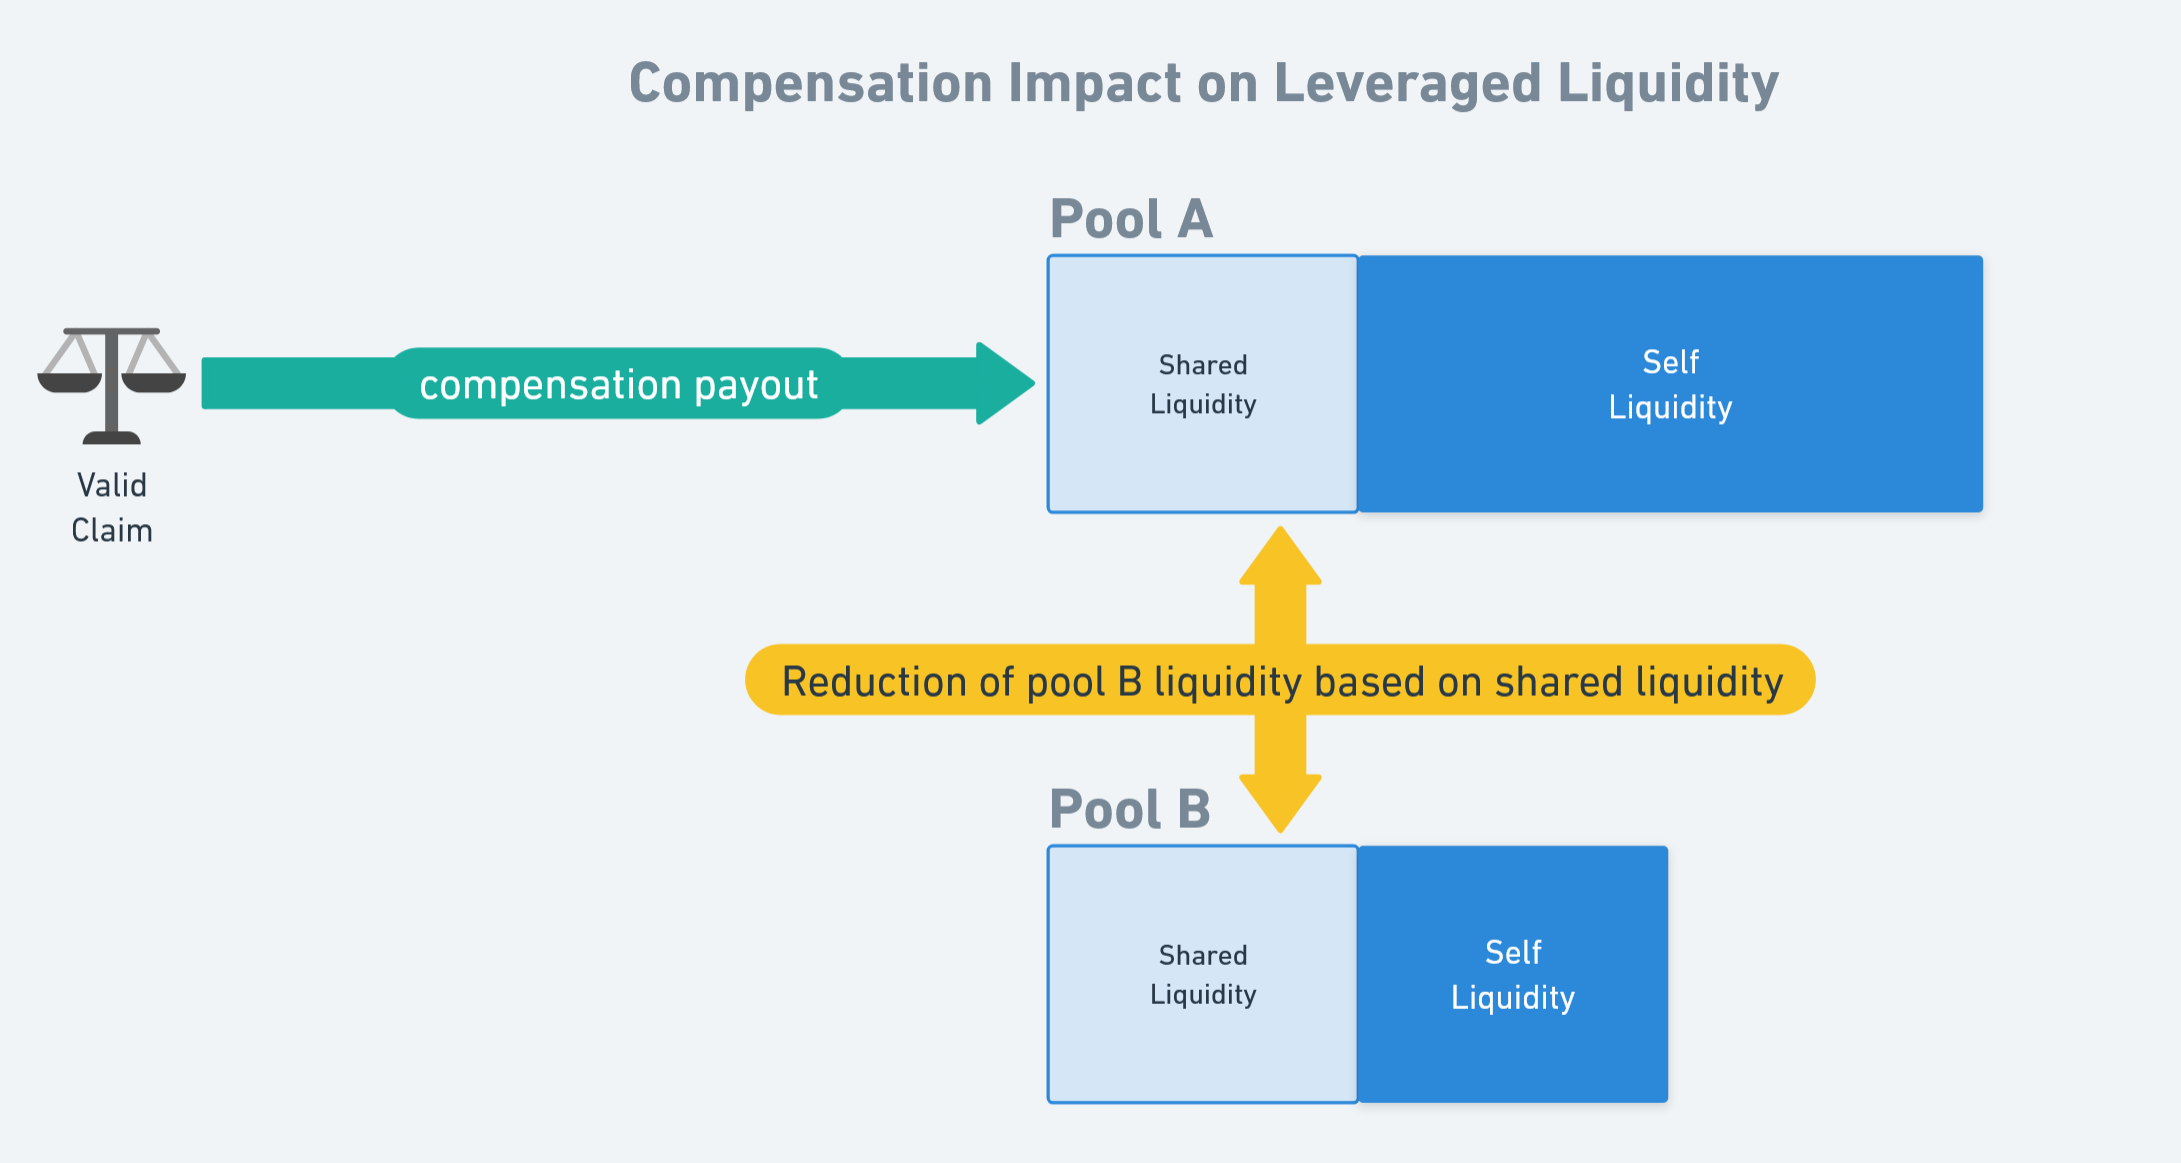 Compensation Impact on Leveraged Liquidity
Pool A
Valid
Claim
compensation payout
Shared
Liquidity
Self
Liquidity
Reduction of pool B liquidity based on shared liquidity
Pool B
Shared
Liquidity
Self
Liquidity